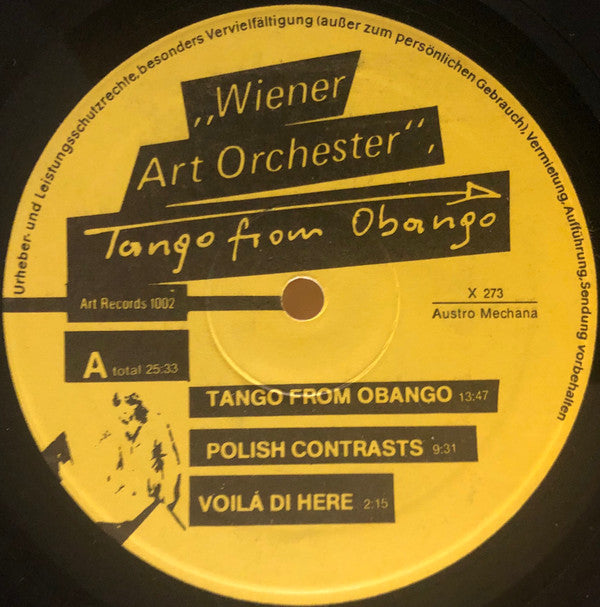 Urheber- und Leistungsschutzrechte, besonders Vervielfältigung (außer zum persönlichen Gebrauch), Vermietung, Aufführung, Sendung vorbehalten
„Wiener
Art Orchester“,
Tango from Obango
Art Records 1002
X 273
Austro Mechana
A total 25:33
TANGO FROM OBANGO 13:47
POLISH CONTRASTS 9:31
VOILÁ DI HERE 2:15